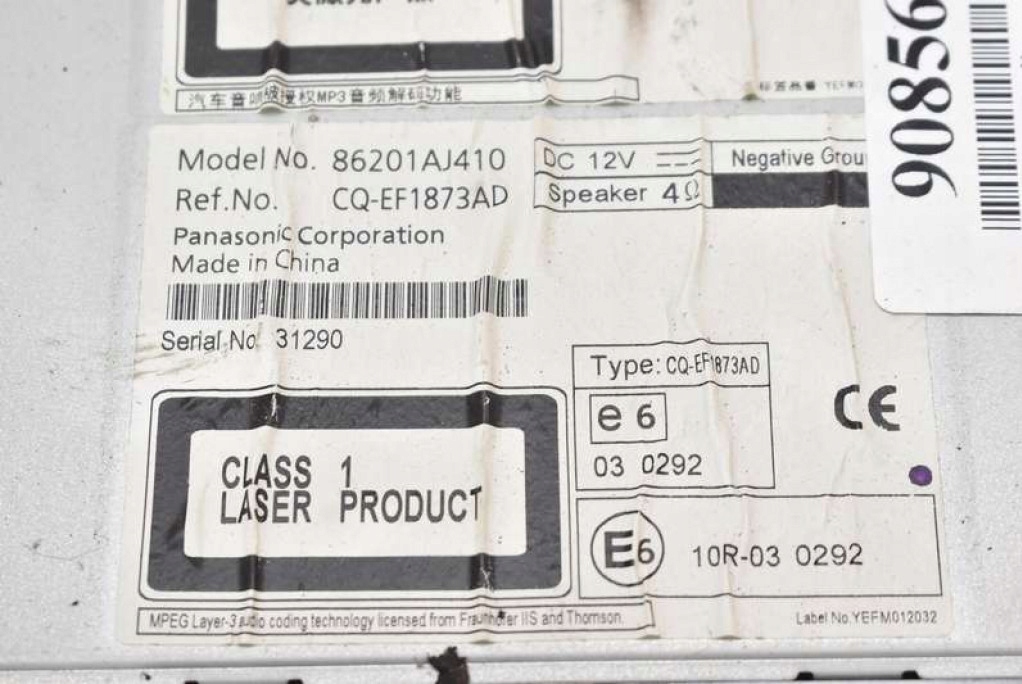 汽车音响被授权MP3音频解码功能
Model No. 86201AJ410
DC 12V
Negative
Ref.No. CQ-EF1873AD
Speaker 4Ω
Panasonic Corporation
Made in China
Serial No. 31290
90856
Type: CQ-EF1873AD
e 6
03 0292
CE
CLASS 1
LASER PRODUCT
E6 10R-03 0292
MPEG Layer-3 audio coding technology licensed from Fraunhofer IIS and Thomson.
Label No.YEFM012032